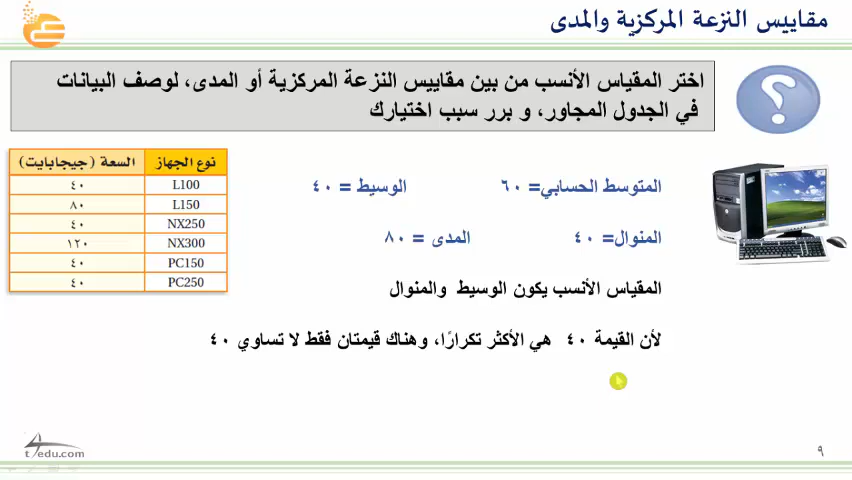 مقاييس النزعة المركزية والمدى
اختر المقياس الأنسب من بين مقاييس النزعة المركزية أو المدى، لوصف البيانات
في الجدول المجاور، و برر سبب اختيارك
نوع الجهاز السعة (جيجابايت)
L100 ٤٠
L150 ٨٠
NX250 ٤٠
NX300 ١٢٠
PC150 ٤٠
PC250 ٤٠
المتوسط الحسابي= ٦٠ الوسيط = ٤٠
المنوال= ٤٠ المدى = ٨٠
المقياس الأنسب يكون الوسيط والمنوال
لأن القيمة ٤٠ هي الأكثر تكرارًا، وهناك قيمتان فقط لا تساوي ٤٠
t4edu.com
٩